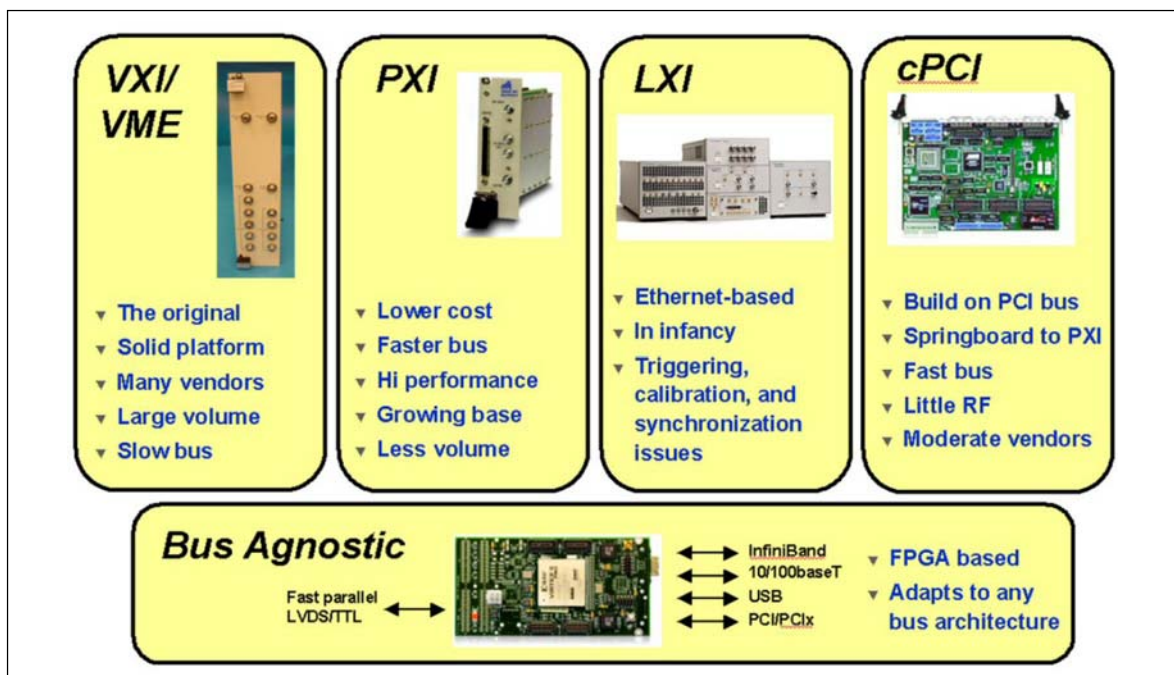 VXI/
VME
The original
Solid platform
Many vendors
Large volume
Slow bus
PXI
Lower cost
Faster bus
Hi performance
Growing base
Less volume
LXI
Ethernet-based
In infancy
Triggering,
calibration, and
synchronization
issues
cPCI
Build on PCI bus
Springboard to PXI
Fast bus
Little RF
Moderate vendors
Bus Agnostic
Fast parallel
LVDS/TTL
InfiniBand
10/100baseT
USB
PCI/PCIx
FPGA based
Adapts to any
bus architecture